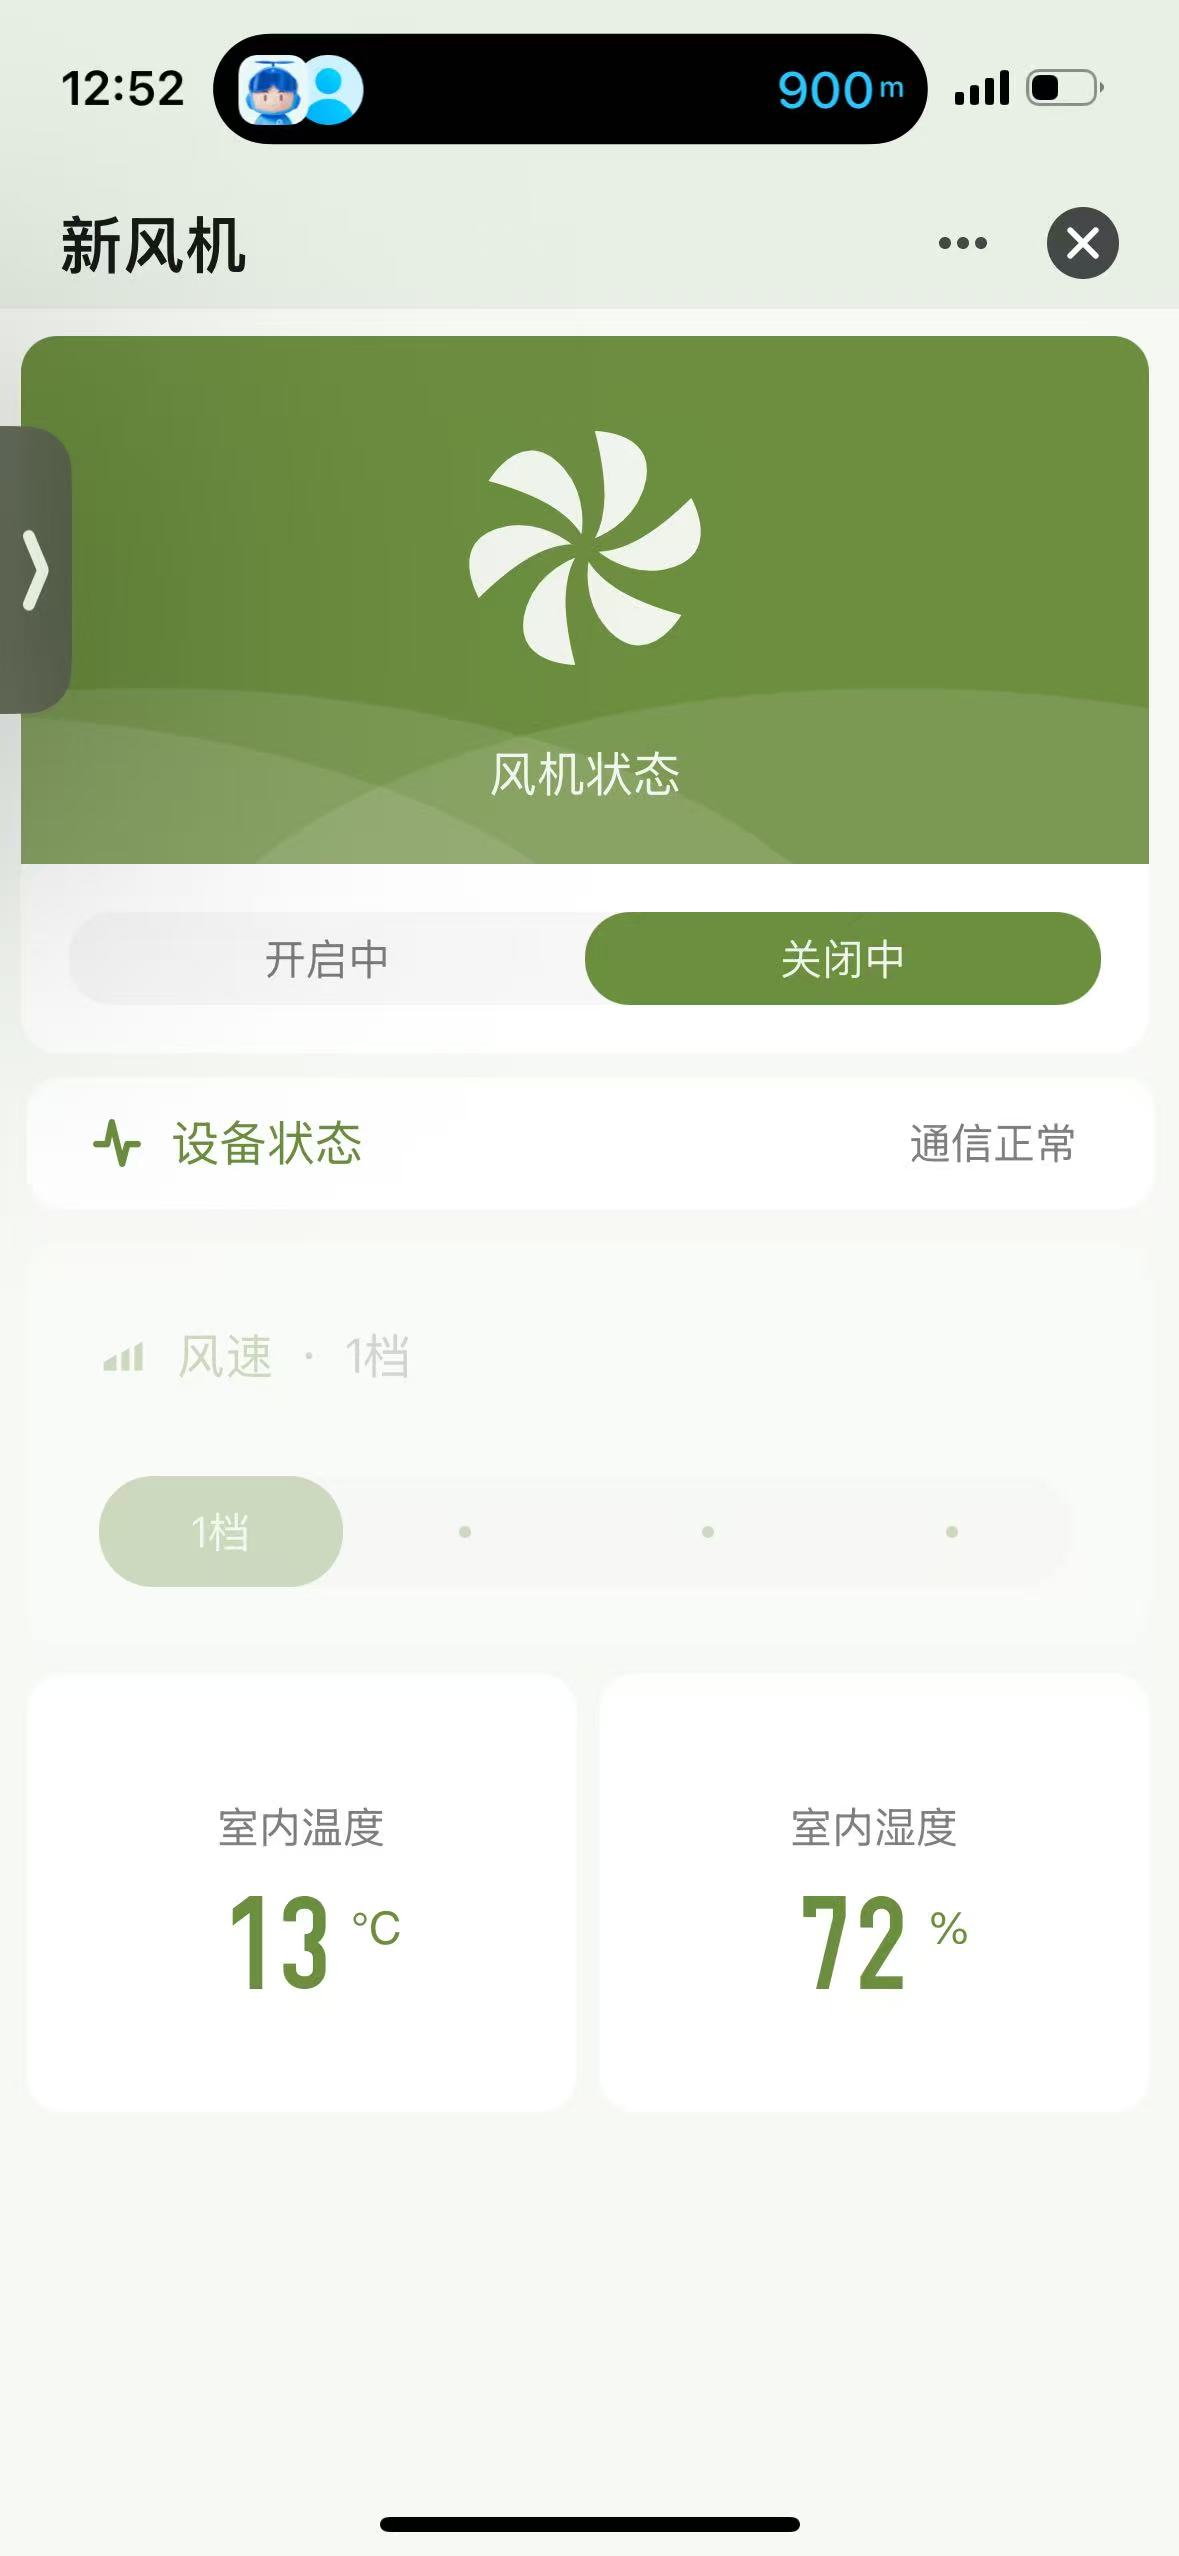 12:52
900m
新风机
风机状态
开启中 关闭中
设备状态 通信正常
风速 · 1档
1档
室内温度 室内湿度
13 °C 72 %